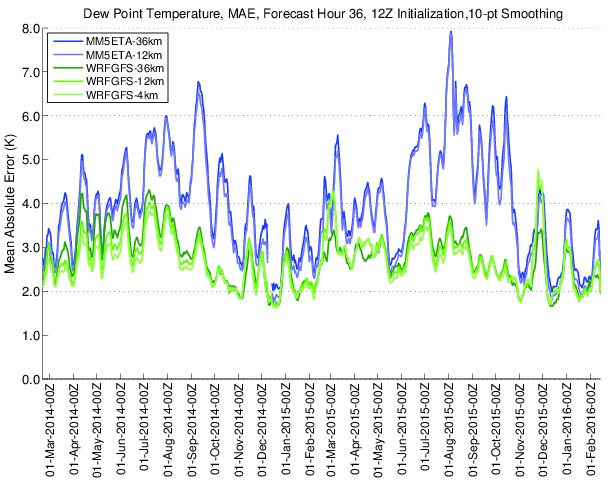 Dew Point Temperature, MAE, Forecast Hour 36, 12Z Initialization,10-pt Smoothing
8.0
7.0
6.0
5.0
4.0
3.0
2.0
1.0
0.0
Mean Absolute Error (K)
MM5ETA-36km
MM5ETA-12km
WRFGFS-36km
WRFGFS-12km
WRFGFS-4km
01-Mar-2014-00Z
01-Apr-2014-00Z
01-May-2014-00Z
01-Jun-2014-00Z
01-Jul-2014-00Z
01-Aug-2014-00Z
01-Sep-2014-00Z
01-Oct-2014-00Z
01-Nov-2014-00Z
01-Dec-2014-00Z
01-Jan-2015-00Z
01-Feb-2015-00Z
01-Mar-2015-00Z
01-Apr-2015-00Z
01-May-2015-00Z
01-Jun-2015-00Z
01-Jul-2015-00Z
01-Aug-2015-00Z
01-Sep-2015-00Z
01-Oct-2015-00Z
01-Nov-2015-00Z
01-Dec-2015-00Z
01-Jan-2016-00Z
01-Feb-2016-00Z